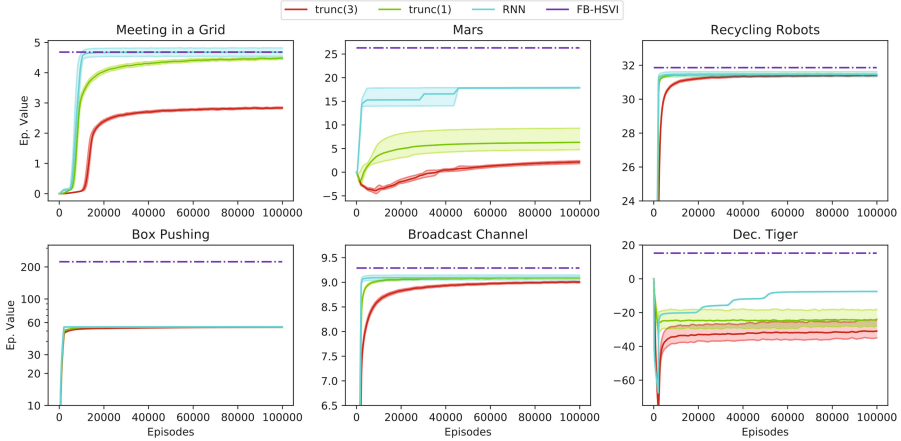 trunc(3) trunc(1) RNN FB-HSVI
Meeting in a Grid
Ep. Value
5
4
3
2
1
0
0 20000 40000 60000 80000 100000
Mars
25
20
15
10
5
0
−5
0 20000 40000 60000 80000 100000
Recycling Robots
32
30
28
26
24
0 20000 40000 60000 80000 100000
Box Pushing
Ep. Value
200
100
60
30
20
10
0 20000 40000 60000 80000 100000
Episodes
Broadcast Channel
9.5
9.0
8.5
8.0
7.5
7.0
6.5
0 20000 40000 60000 80000 100000
Episodes
Dec. Tiger
20
0
−20
−40
−60
0 20000 40000 60000 80000 100000
Episodes